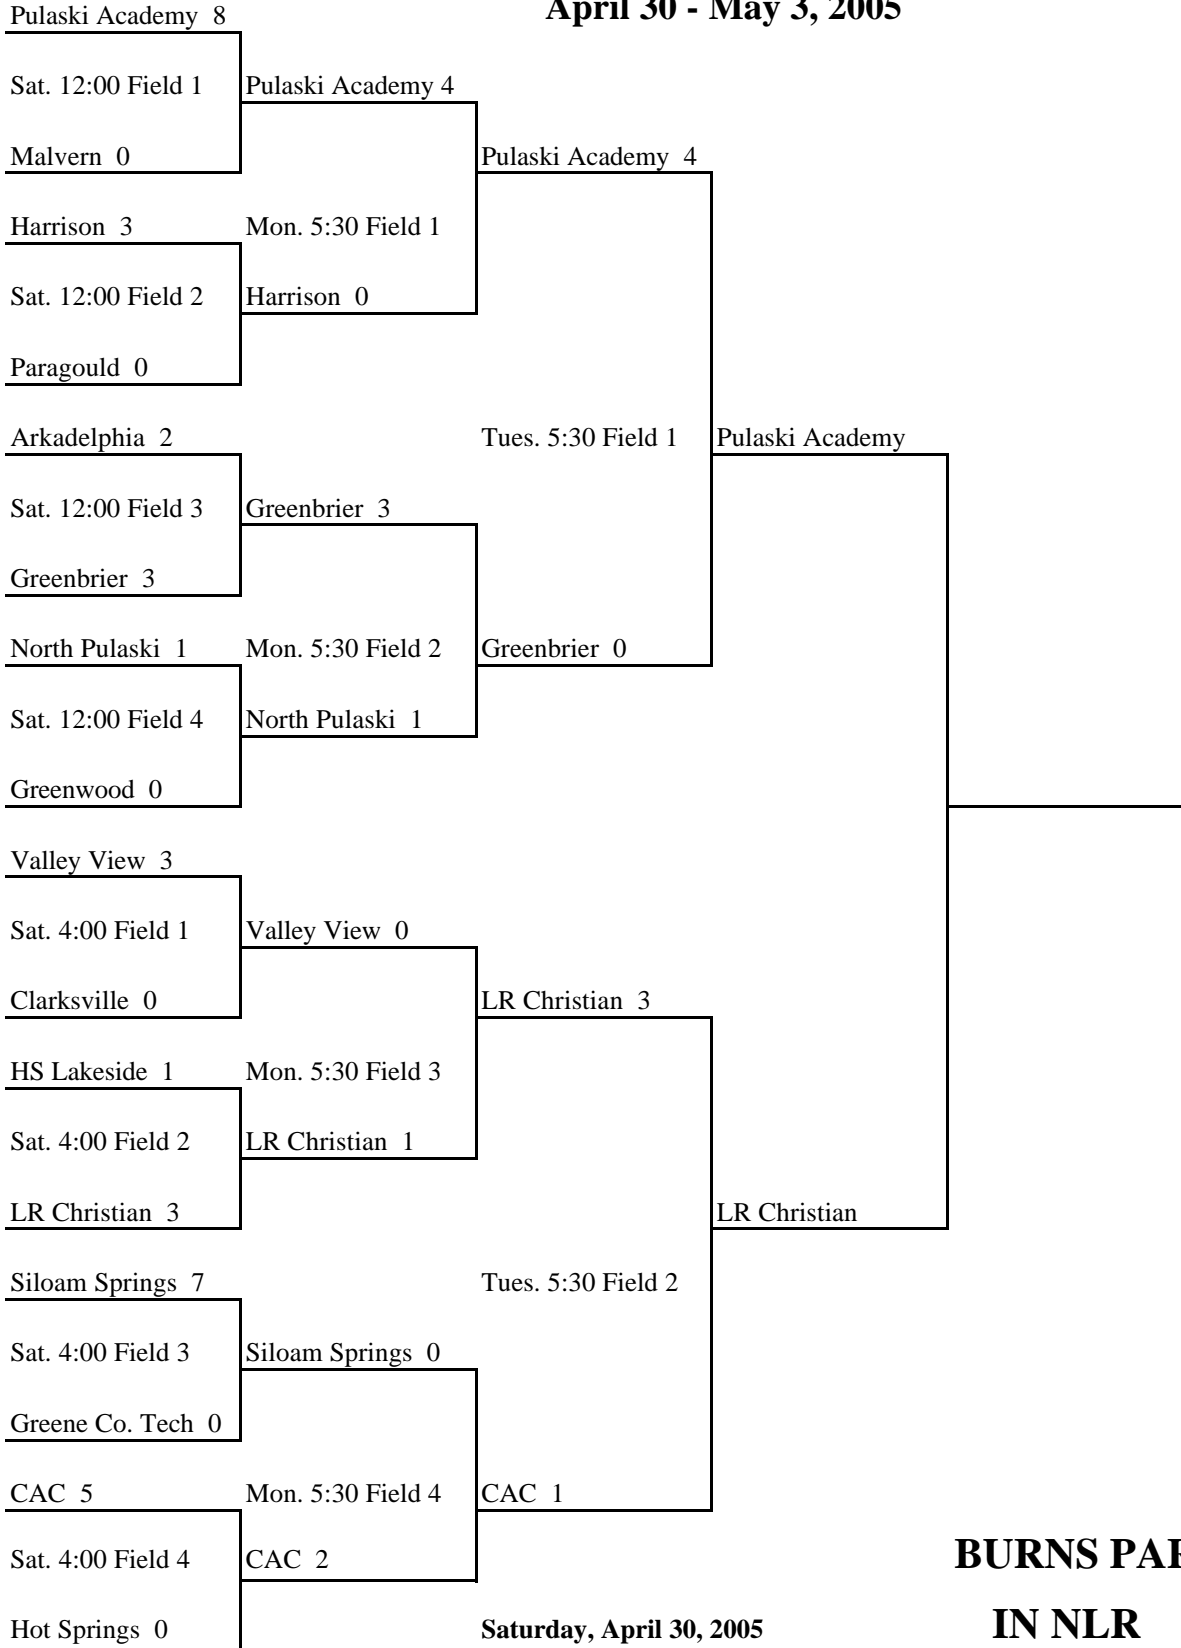 April 30 - May 3, 2005
Pulaski Academy 8
Sat. 12:00 Field 1
Pulaski Academy 4
Malvern 0
Pulaski Academy 4
Harrison 3
Mon. 5:30 Field 1
Sat. 12:00 Field 2
Harrison 0
Paragould 0
Arkadelphia 2
Tues. 5:30 Field 1
Pulaski Academy
Sat. 12:00 Field 3
Greenbrier 3
Greenbrier 3
North Pulaski 1
Mon. 5:30 Field 2
Greenbrier 0
Sat. 12:00 Field 4
North Pulaski 1
Greenwood 0
Valley View 3
Sat. 4:00 Field 1
Valley View 0
Clarksville 0
LR Christian 3
HS Lakeside 1
Mon. 5:30 Field 3
Sat. 4:00 Field 2
LR Christian 1
LR Christian 3
LR Christian
Siloam Springs 7
Tues. 5:30 Field 2
Sat. 4:00 Field 3
Siloam Springs 0
Greene Co. Tech 0
CAC 5
Mon. 5:30 Field 4
CAC 1
Sat. 4:00 Field 4
CAC 2
BURNS
Hot Springs 0
Saturday, April 30, 2005
IN NLR